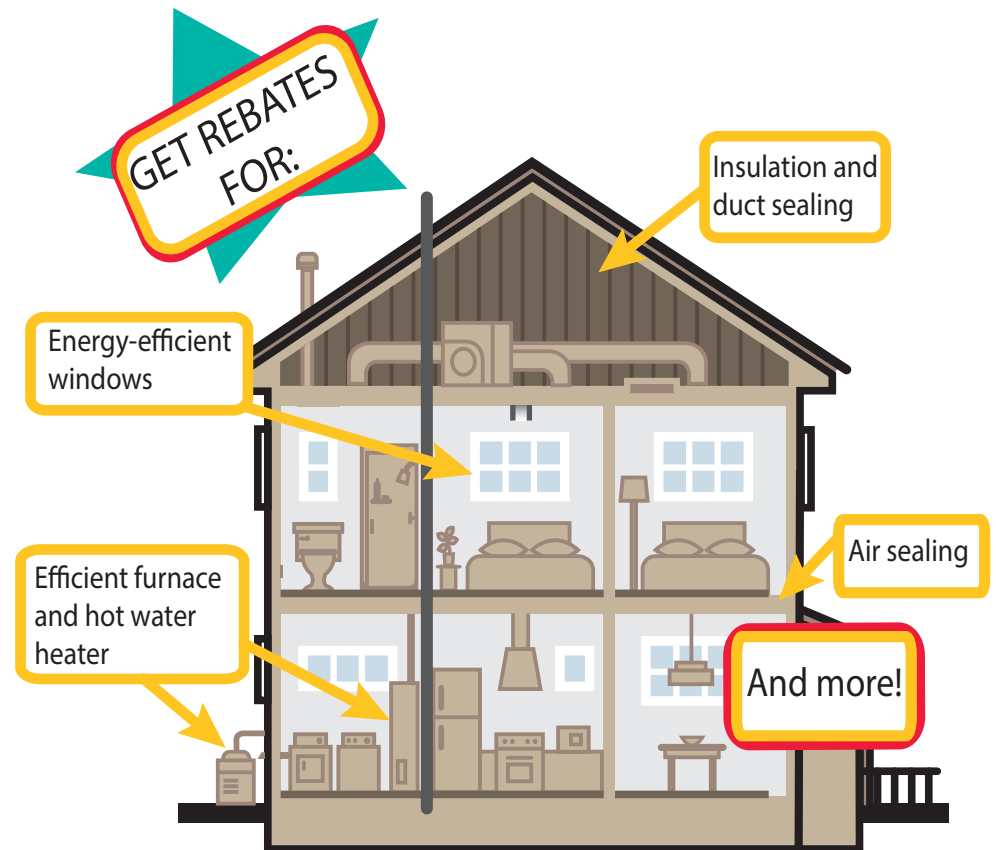 GET REBATES
FOR:
Insulation and
duct sealing
Energy-efficient
windows
Air sealing
Efficient furnace
and hot water
heater
And more!